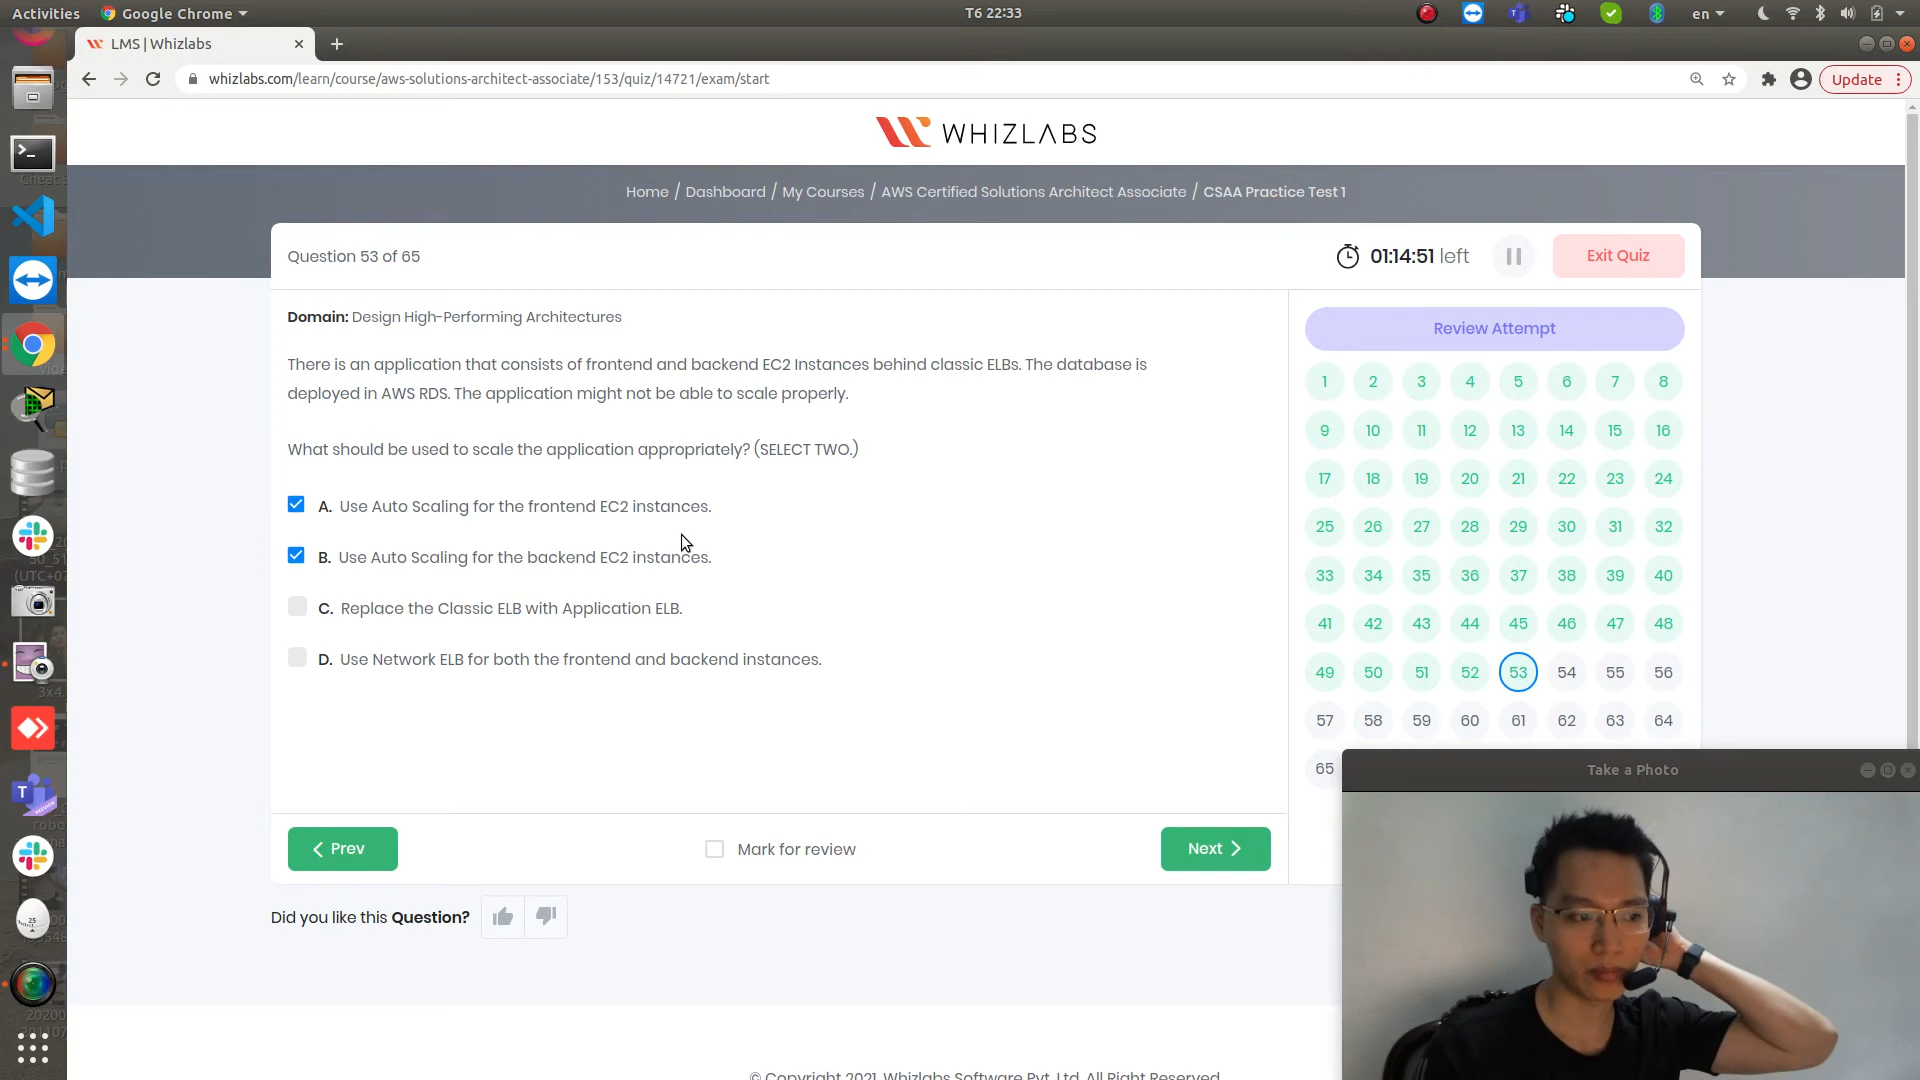 Activities
Google Chrome
T6 22:33
en
LMS | Whizlabs
whizlabs.com/learn/course/aws-solutions-architect-associate/153/quiz/14721/exam/start
Update
WHIZLABS
Home / Dashboard / My Courses / AWS Certified Solutions Architect Associate / CSAA Practice Test 1
Question 53 of 65
01:14:51 left
Exit Quiz
Domain: Design High-Performing Architectures
There is an application that consists of frontend and backend EC2 Instances behind classic ELBs. The database is
deployed in AWS RDS. The application might not be able to scale properly.
What should be used to scale the application appropriately? (SELECT TWO.)
A. Use Auto Scaling for the frontend EC2 instances.
B. Use Auto Scaling for the backend EC2 instances.
C. Replace the Classic ELB with Application ELB.
D. Use Network ELB for both the frontend and backend instances.
Prev
Mark for review
Next
Did you like this Question?
Review Attempt
1 2 3 4 5 6 7 8
9 10 11 12 13 14 15 16
17 18 19 20 21 22 23 24
25 26 27 28 29 30 31 32
33 34 35 36 37 38 39 40
41 42 43 44 45 46 47 48
49 50 51 52 53 54 55 56
57 58 59 60 61 62 63 64
65
Take a Photo
© Copyright 2021. Whizlabs Software Pvt. Ltd. All Right Reserved.